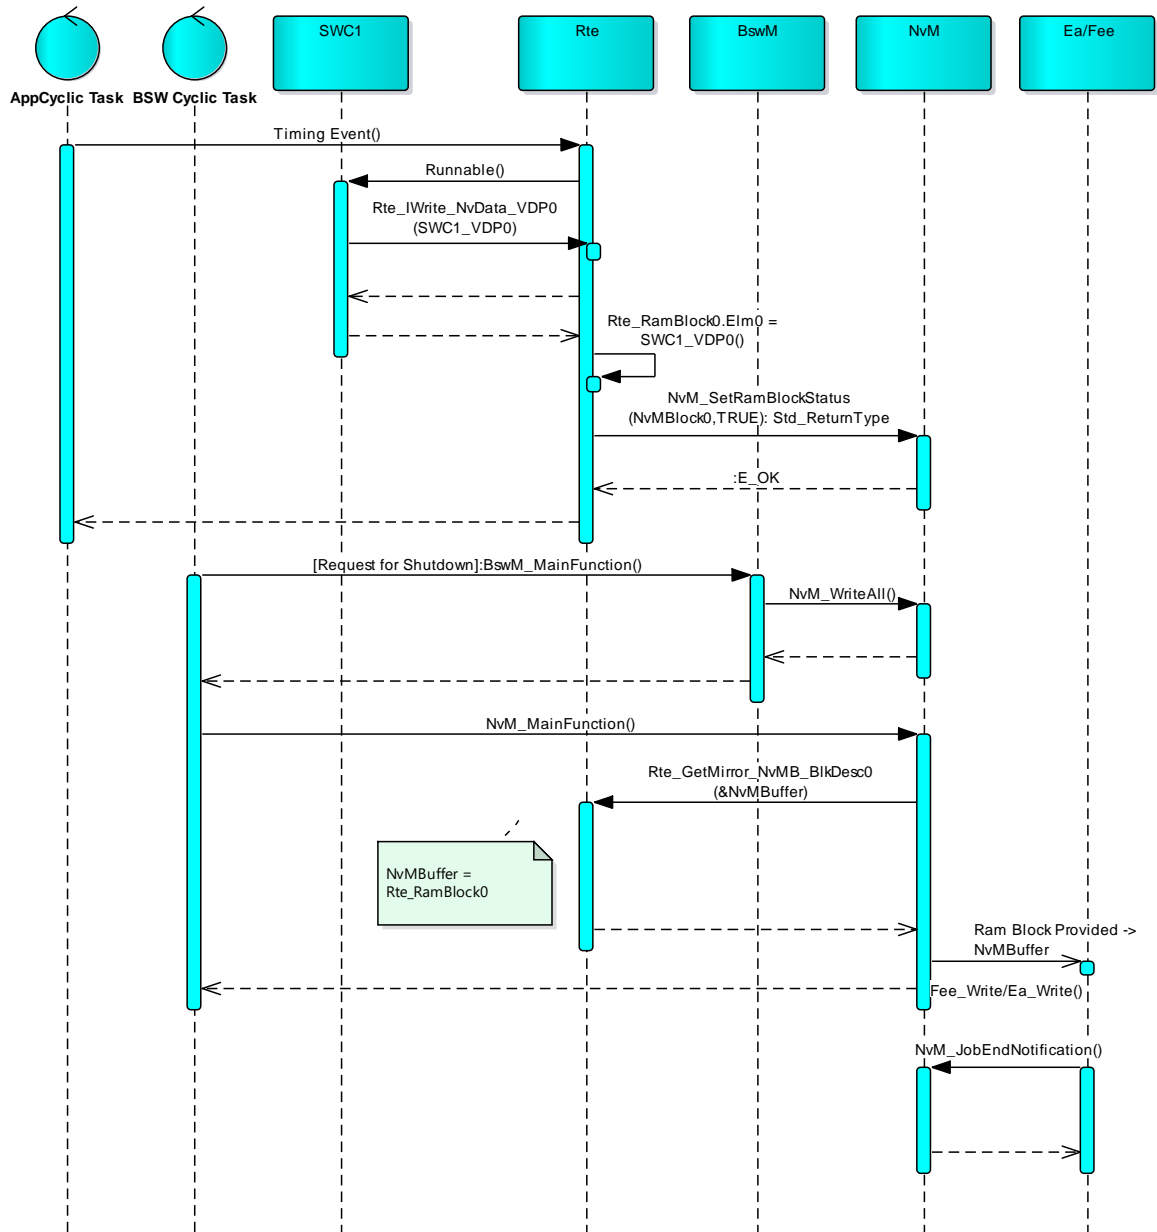 SWC1
Rte
BswM
NvM
Ea/Fee
AppCyclic Task
BSW Cyclic Task
Timing Event()
Runnable()
Rte_IWrite_NvData_VDP0
(SWC1_VDP0)
Rte_RamBlock0.Elm0 =
SWC1_VDP0()
NvM_SetRamBlockStatus
(NvMBlock0,TRUE): Std_ReturnType
:E_OK
[Request for Shutdown]:BswM_MainFunction()
NvM_WriteAll()
NvM_MainFunction()
Rte_GetMirror_NvMB_BlkDesc0
(&NvMBuffer)
NvMBuffer =
Rte_RamBlock0
Ram Block Provided ->
NvMBuffer
Fee_Write/Ea_Write()
NvM_JobEndNotification()